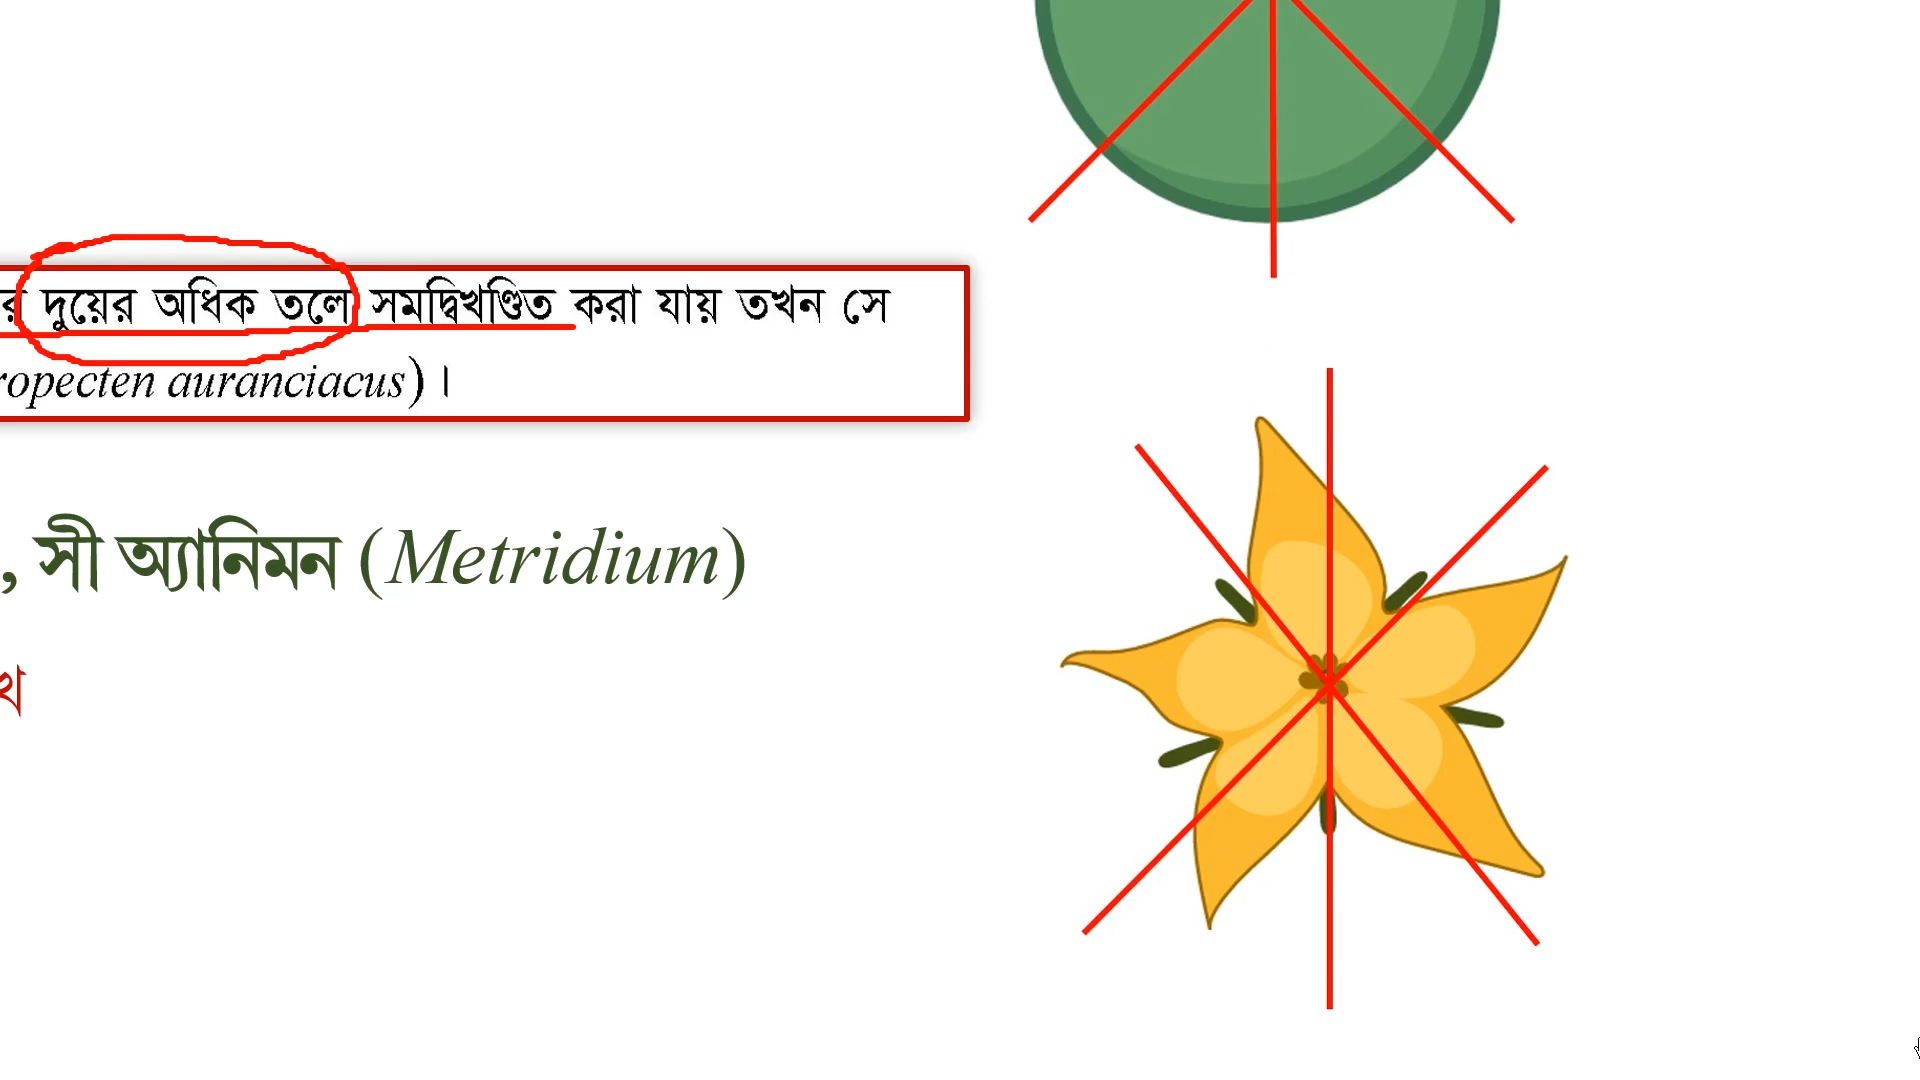 র দুয়ের অধিক তলে সমদ্বিখণ্ডিত করা যায় তখন সে
ropecten auranciacus) ।
, সী অ্যানিমন (Metridium)
খ